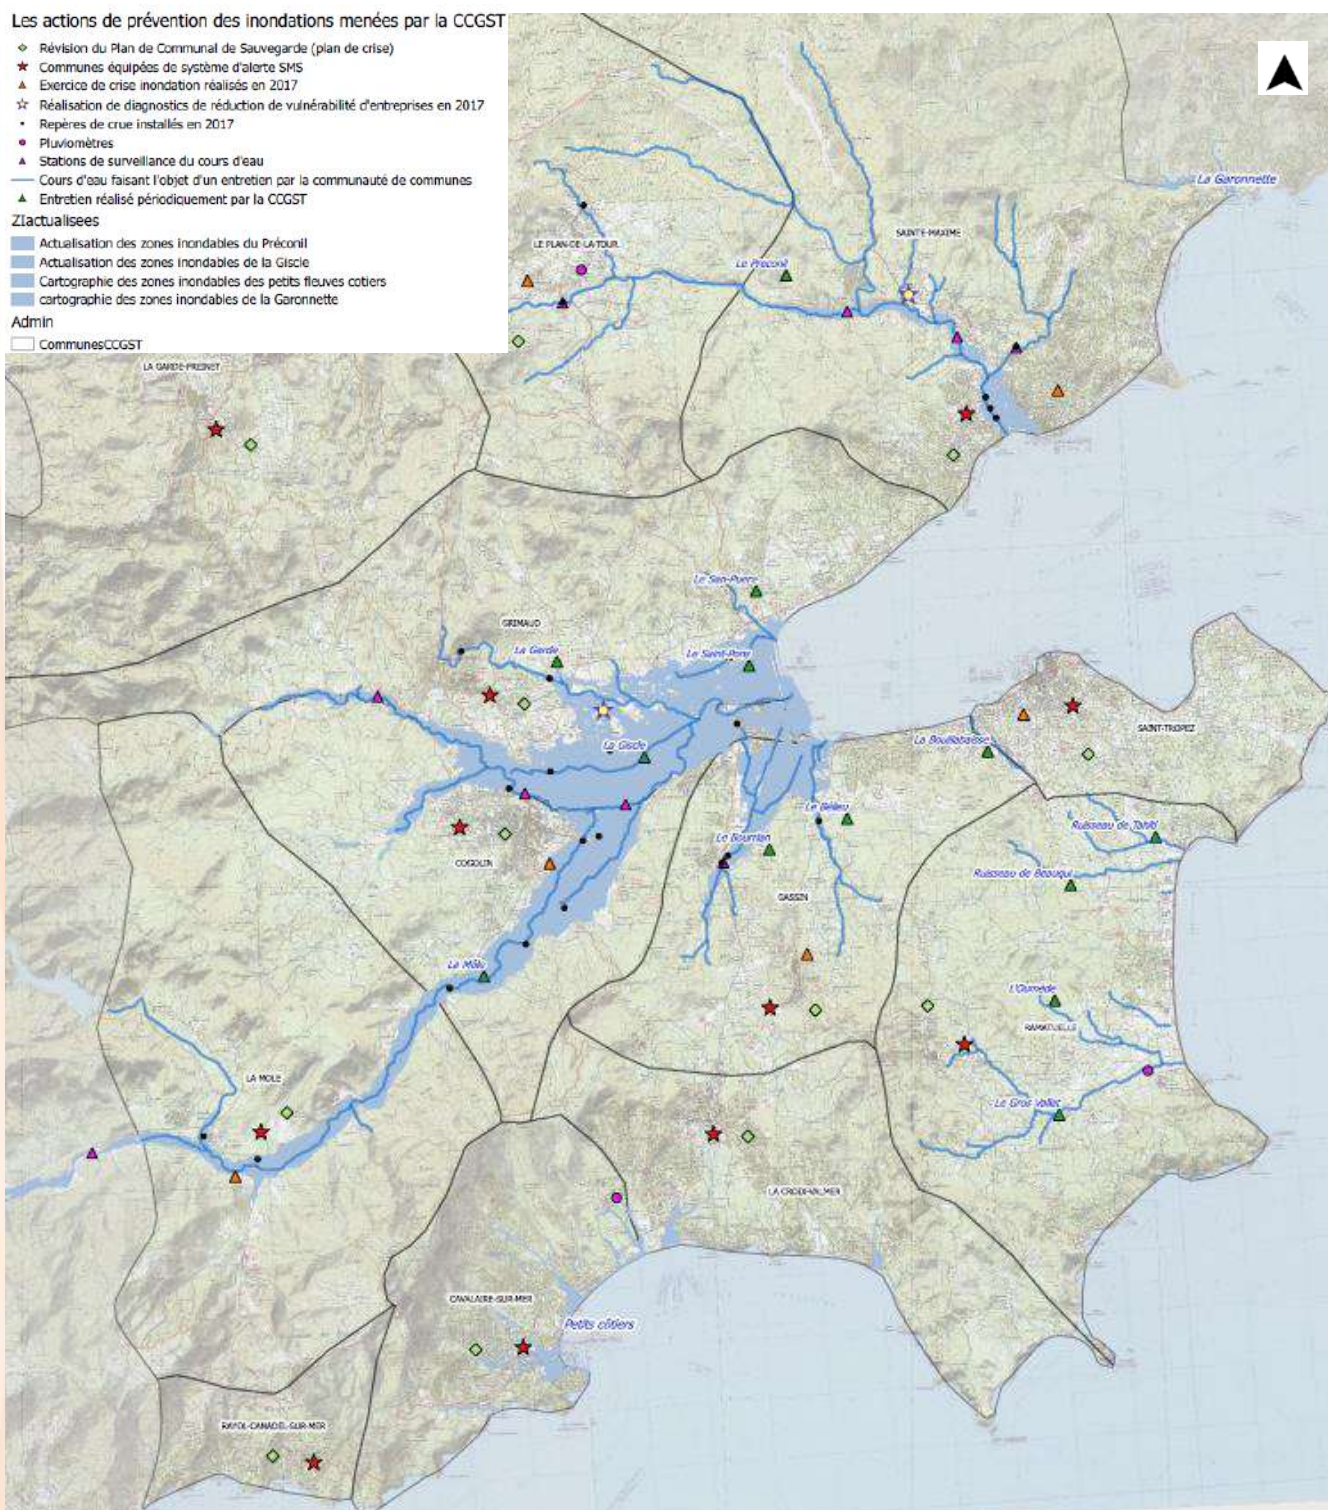 Les actions de prévention des inondations menées par la CCGST
Révision du Plan de Communal de Sauvegarde (plan de crise)
Communes équipées de système d'alerte SMS
Exercice de crise inondation réalisés en 2017
Réalisation de diagnostics de réduction de vulnérabilité d'entreprises en 2017
Repères de crue installés en 2017
Pluviomètres
Stations de surveillance du cours d'eau
Cours d'eau faisant l'objet d'un entretien par la communauté de communes
Entretien réalisé périodiquement par la CCGST
ZIactualisees
Actualisation des zones inondables du Préconil
Actualisation des zones inondables de la Giscle
Cartographie des zones inondables des petits fleuves cotiers
cartographie des zones inondables de la Garonnette
Admin
CommunesCCGST
La Garonnette
SAINTE-MAXIME
LE PLAN-DE-LA-TOUR
Le Préconil
LA GARDE-FREINET
Le San-Puere
GRIMAUD
La Garde
Le Saint-Pons
SAINT-TROPEZ
La Bouillabaisse
La Giscle
Le Bélieu
Ruisseau de Tahiti
Le Bourrian
COGOLIN
Ruisseau de Beauqui
GASSIN
La Môle
L'Oumède
RAMATUELLE
LA MOLE
Le Gros Vallat
LA CROIX-VALMER
CAVALAIRE-SUR-MER
Petits côtiers
RAYOL-CANADEL-SUR-MER